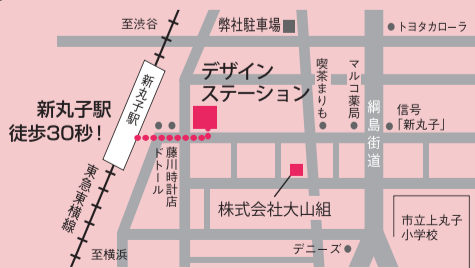 至渋谷
弊社駐車場
トヨタカローラ
デザイン
ステーション
新丸子駅
喫茶まりも
マルコ薬局
綱島街道
信号
「新丸子」
新丸子駅
徒歩30秒！
藤川時計店
ドトール
東急東横線
株式会社大山組
市立上丸子
小学校
デニーズ
至横浜